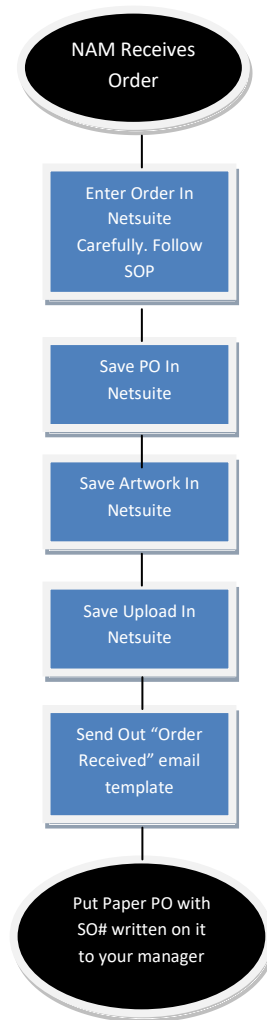 NAM Receives
Order
Enter Order In
Netsuite
Carefully. Follow
SOP
Save PO In
Netsuite
Save Artwork In
Netsuite
Save Upload In
Netsuite
Send Out “Order
Received” email
template
Put Paper PO with
SO# written on it
to your manager